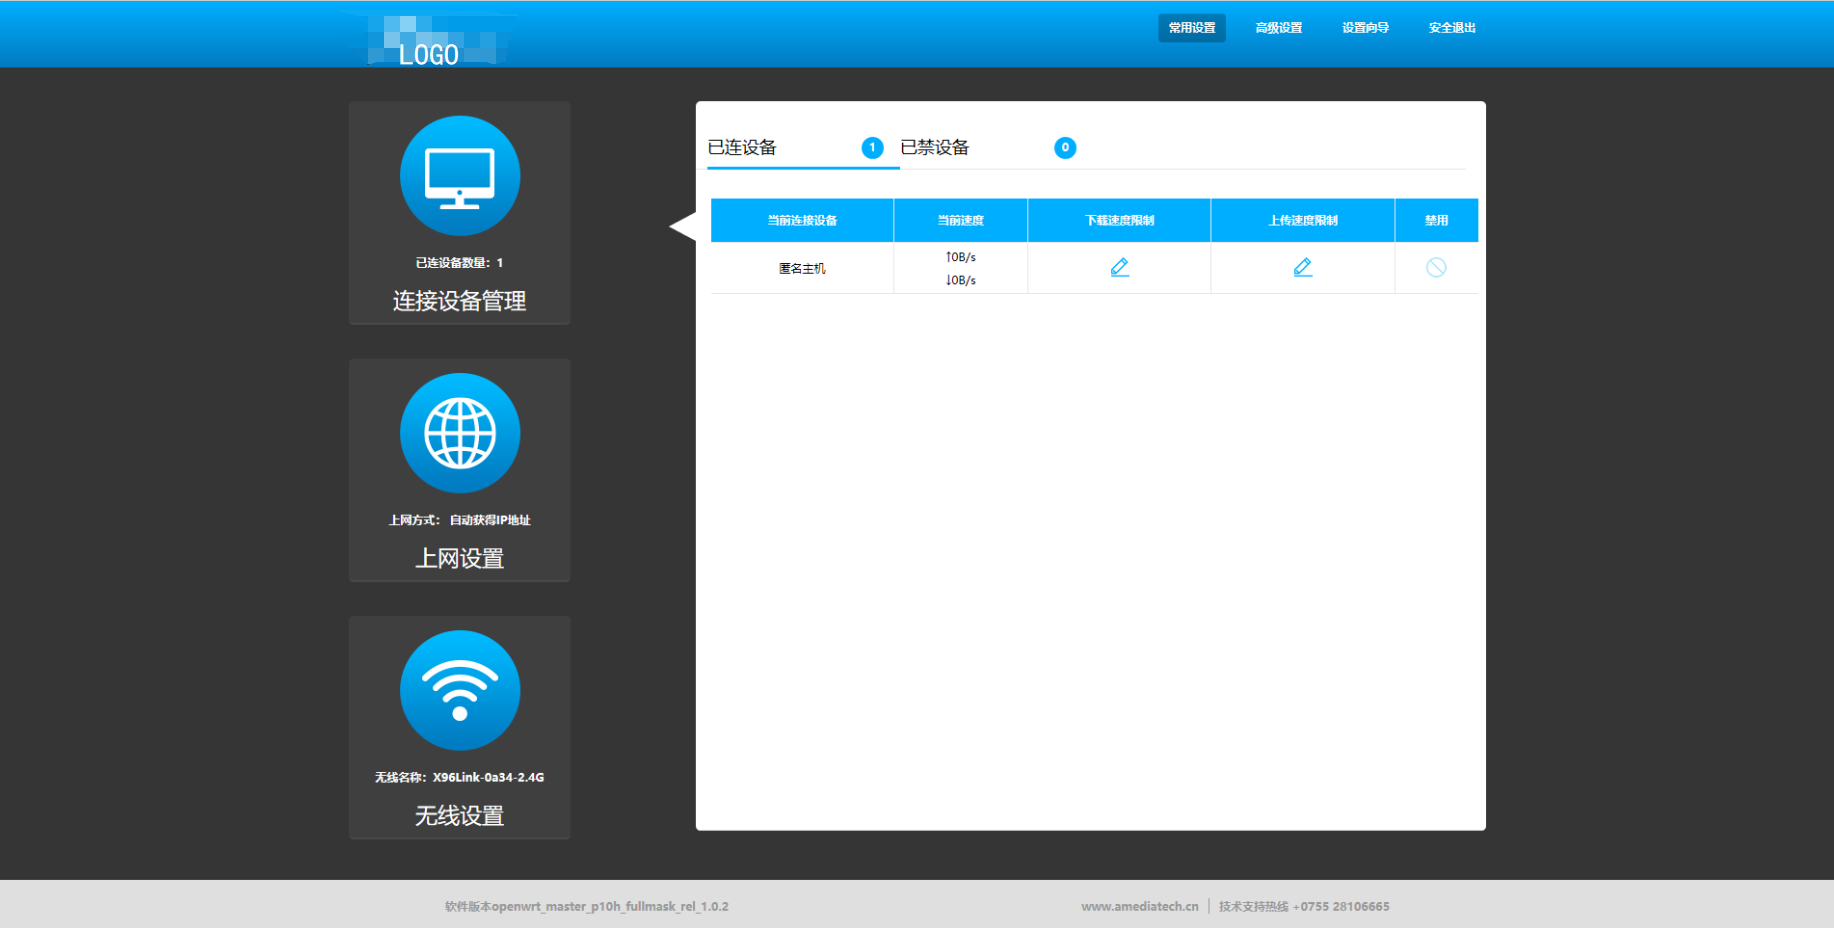 LOGO
常用设置 高级设置 设置向导 安全退出
已连设备数量：1
连接设备管理
上网方式： 自动获得IP地址
上网设置
无线名称：X96Link-0a34-2.4G
无线设置
已连设备 1 已禁设备 0
当前连接设备 当前速度 下载速度限制 上传速度限制 禁用
匿名主机
↑0B/s
↓0B/s
软件版本openwrt_master_p10h_fullmask_rel_1.0.2
www.amediatech.cn │ 技术支持热线 +0755 28106665